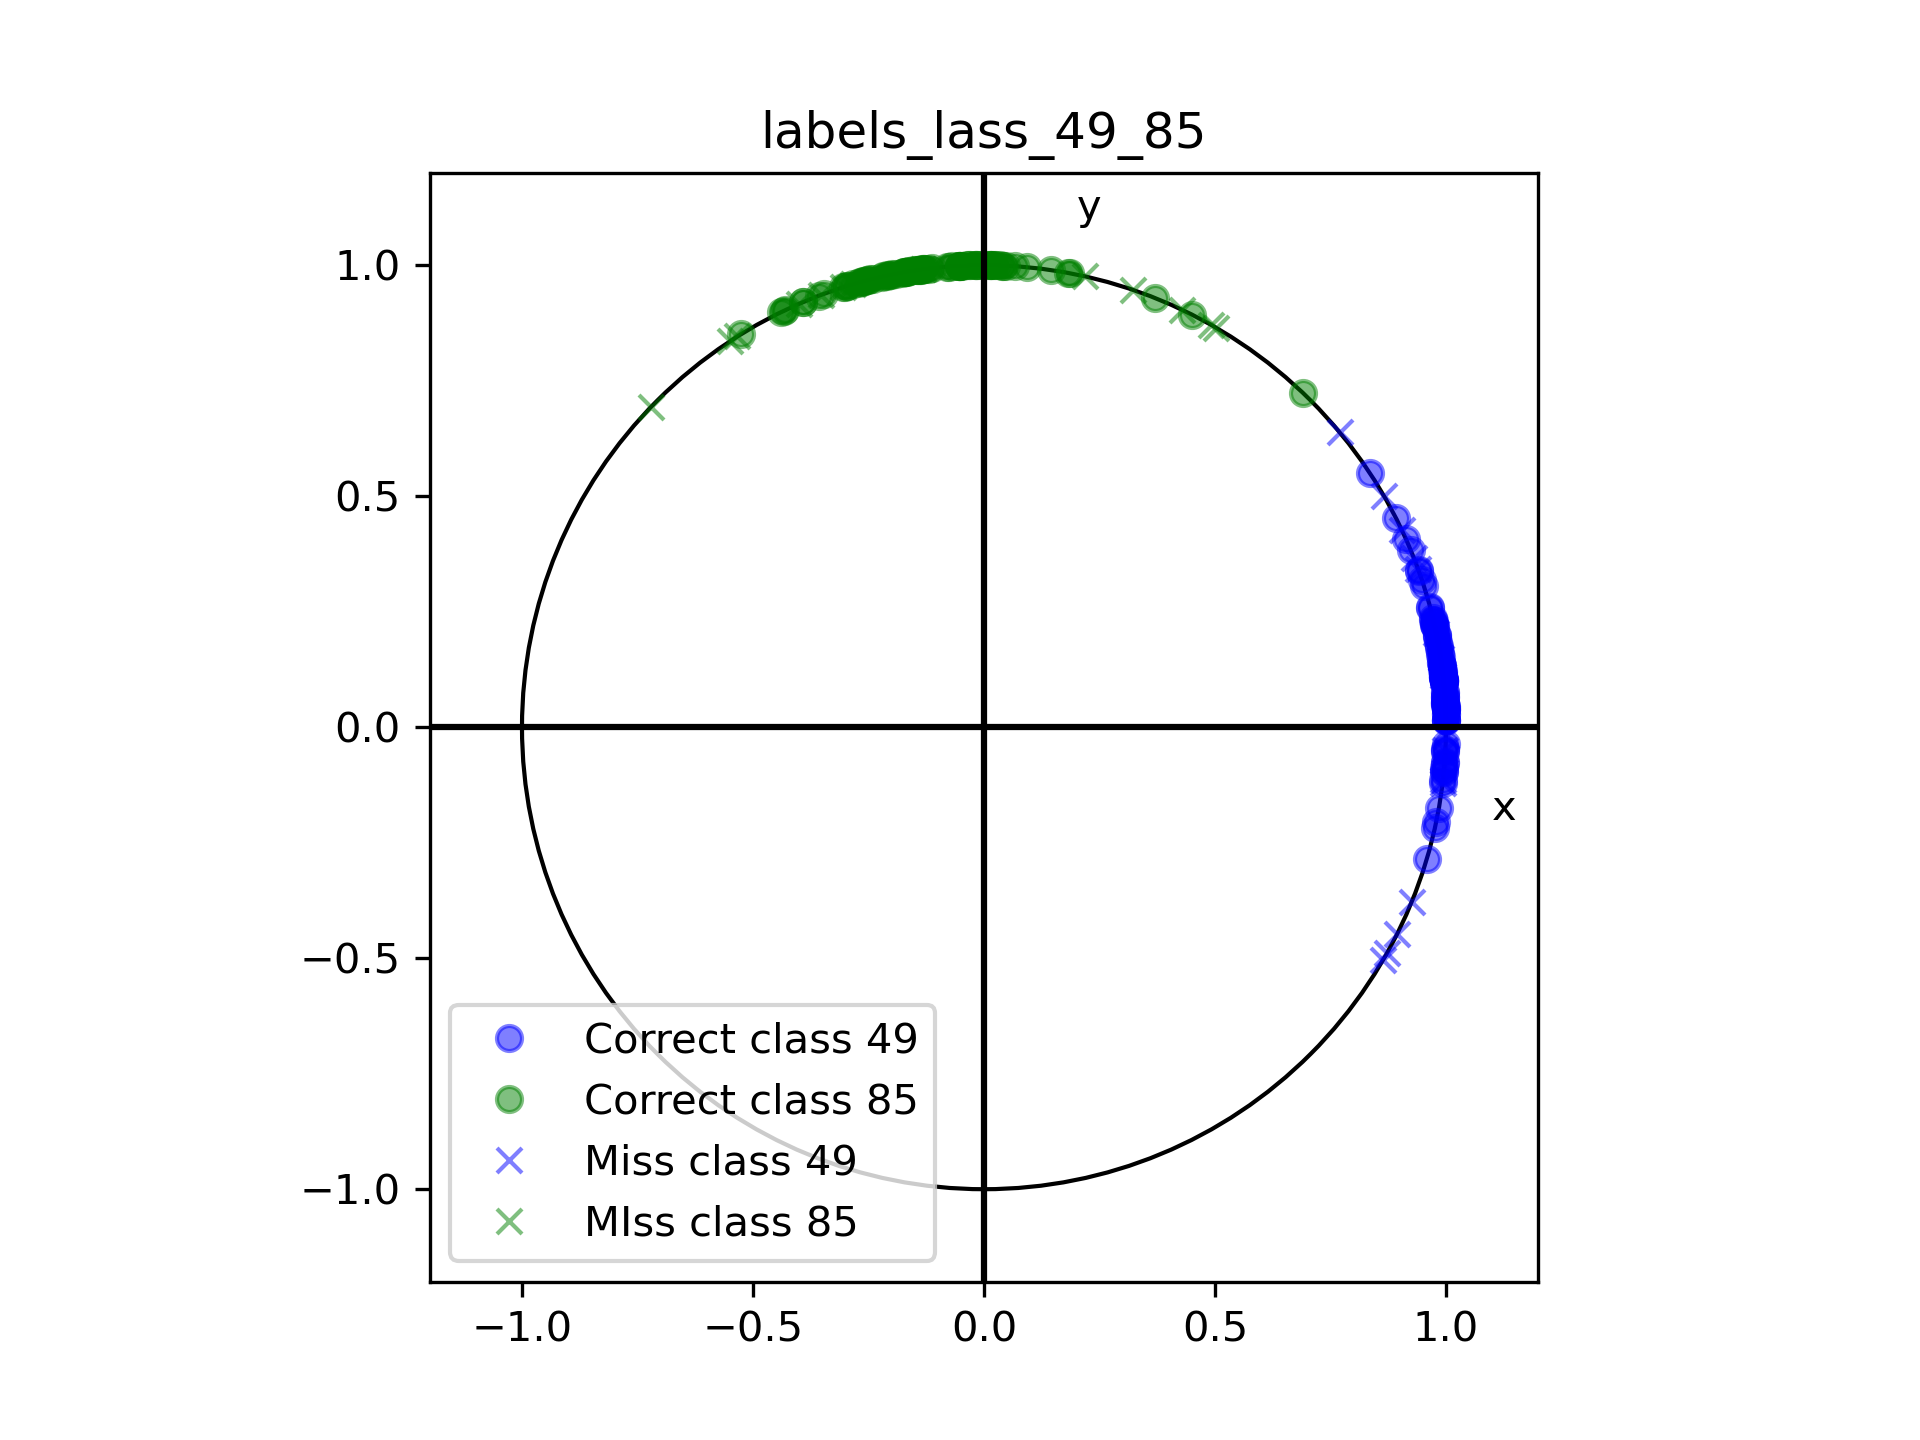 labels_lass_49_85
y
1.0
0.5
0.0
x
−0.5
−1.0
Correct class 49
Correct class 85
Miss class 49
MIss class 85
−1.0 −0.5 0.0 0.5 1.0